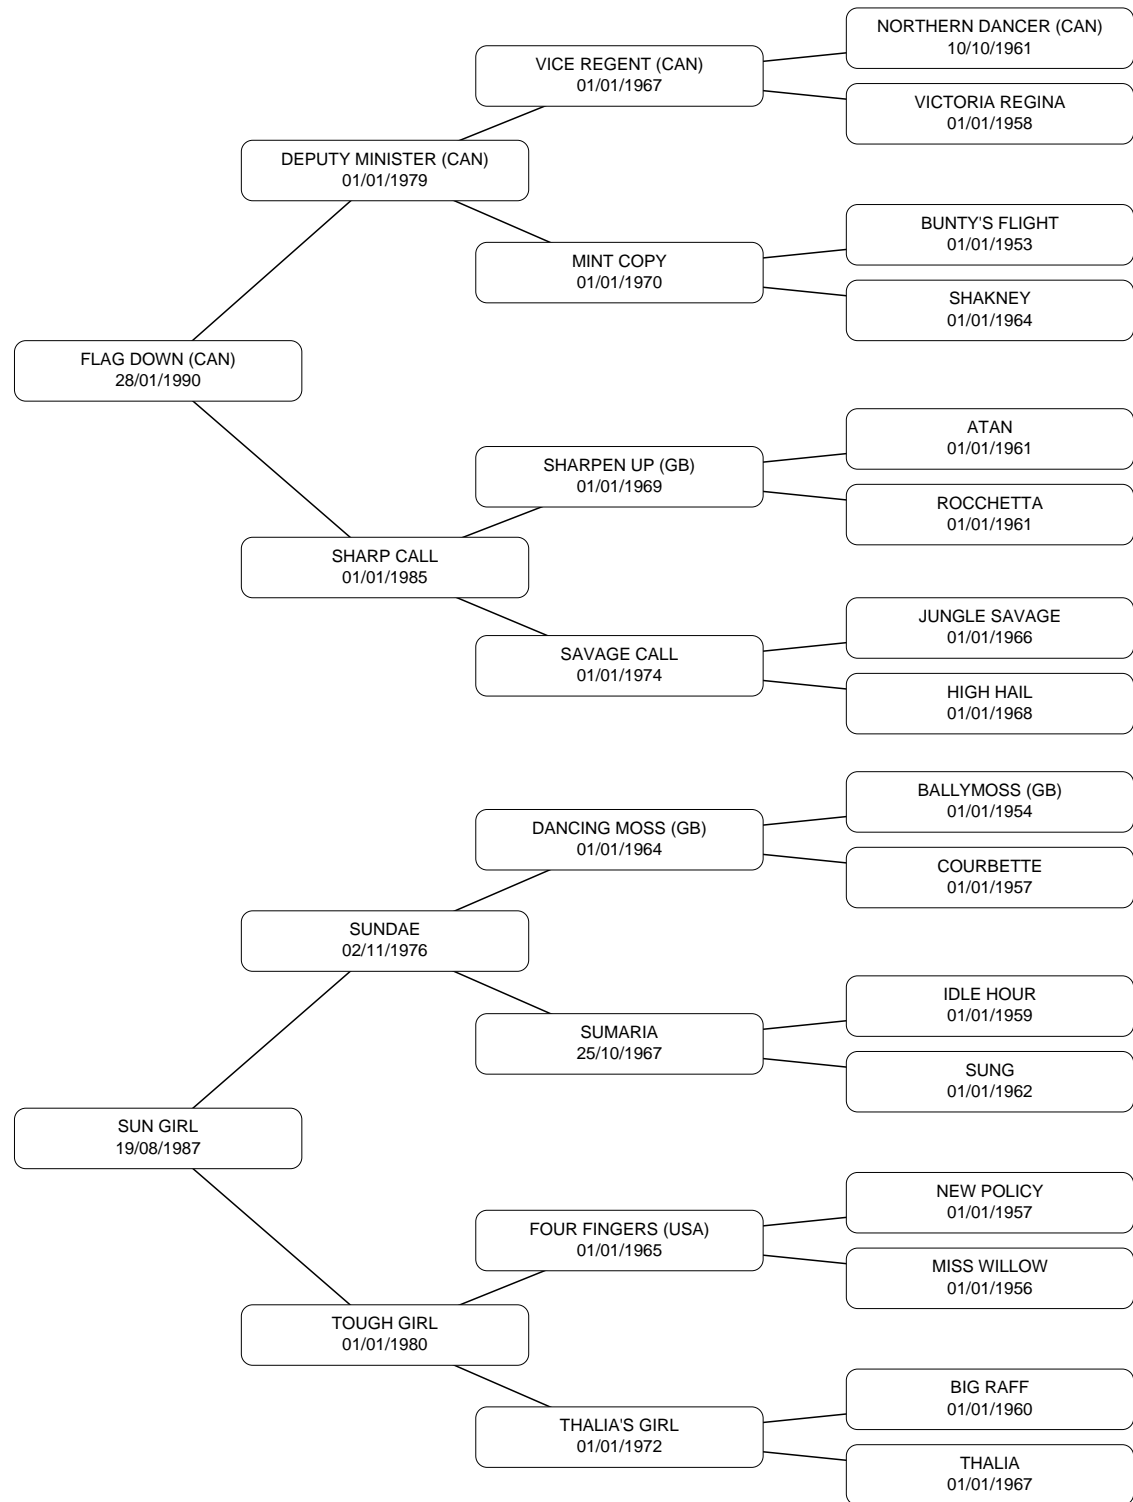 NORTHERN DANCER (CAN)
10/10/1961
VICE REGENT (CAN)
01/01/1967
VICTORIA REGINA
01/01/1958
DEPUTY MINISTER (CAN)
01/01/1979
BUNTY'S FLIGHT
01/01/1953
MINT COPY
01/01/1970
SHAKNEY
01/01/1964
FLAG DOWN (CAN)
28/01/1990
ATAN
01/01/1961
SHARPEN UP (GB)
01/01/1969
ROCCHETTA
01/01/1961
SHARP CALL
01/01/1985
JUNGLE SAVAGE
01/01/1966
SAVAGE CALL
01/01/1974
HIGH HAIL
01/01/1968
BALLYMOSS (GB)
01/01/1954
DANCING MOSS (GB)
01/01/1964
COURBETTE
01/01/1957
SUNDAE
02/11/1976
IDLE HOUR
01/01/1959
SUMARIA
25/10/1967
SUNG
01/01/1962
SUN GIRL
19/08/1987
NEW POLICY
01/01/1957
FOUR FINGERS (USA)
01/01/1965
MISS WILLOW
01/01/1956
TOUGH GIRL
01/01/1980
BIG RAFF
01/01/1960
THALIA'S GIRL
01/01/1972
THALIA
01/01/1967